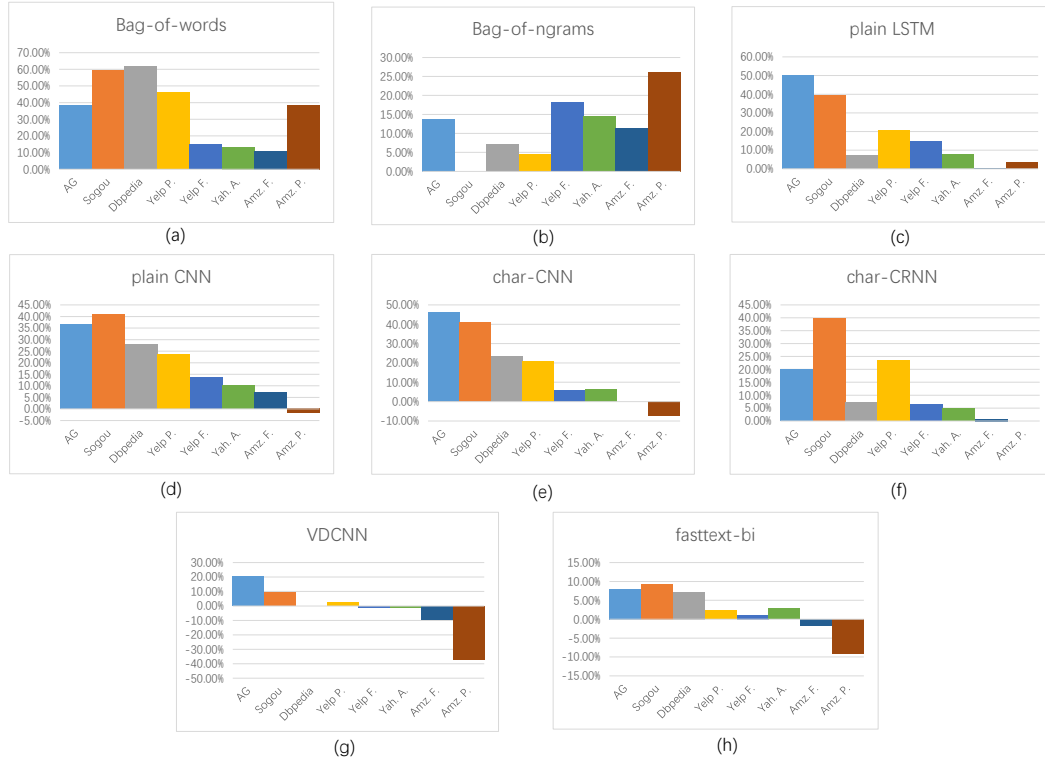 Bag-of-words
70.00%
60.00%
50.00%
40.00%
30.00%
20.00%
10.00%
0.00%
AG
Sogou
Dbpedia
Yelp P.
Yelp F.
Yah. A.
Amz. F.
Amz. P.
(a)
Bag-of-ngrams
30.00%
25.00%
20.00%
15.00%
10.00%
5.00%
0.00%
AG
Sogou
Dbpedia
Yelp P.
Yelp F.
Yah. A.
Amz. F.
Amz. P.
(b)
plain LSTM
60.00%
50.00%
40.00%
30.00%
20.00%
10.00%
0.00%
AG
Sogou
Dbpedia
Yelp P.
Yelp F.
Yah. A.
Amz. F.
Amz. P.
(c)
plain CNN
45.00%
40.00%
35.00%
30.00%
25.00%
20.00%
15.00%
10.00%
5.00%
0.00%
-5.00%
AG
Sogou
Dbpedia
Yelp P.
Yelp F.
Yah. A.
Amz. F.
Amz. P.
(d)
char-CNN
50.00%
40.00%
30.00%
20.00%
10.00%
0.00%
-10.00%
AG
Sogou
Dbpedia
Yelp P.
Yelp F.
Yah. A.
Amz. F.
Amz. P.
(e)
char-CRNN
45.00%
40.00%
35.00%
30.00%
25.00%
20.00%
15.00%
10.00%
5.00%
0.00%
AG
Sogou
Dbpedia
Yelp P.
Yelp F.
Yah. A.
Amz. F.
Amz. P.
(f)
VDCNN
30.00%
20.00%
10.00%
0.00%
-10.00%
-20.00%
-30.00%
-40.00%
-50.00%
AG
Sogou
Dbpedia
Yelp P.
Yelp F.
Yah. A.
Amz. F.
Amz. P.
(g)
fasttext-bi
15.00%
10.00%
5.00%
0.00%
-5.00%
-10.00%
-15.00%
AG
Sogou
Dbpedia
Yelp P.
Yelp F.
Yah. A.
Amz. F.
Amz. P.
(h)